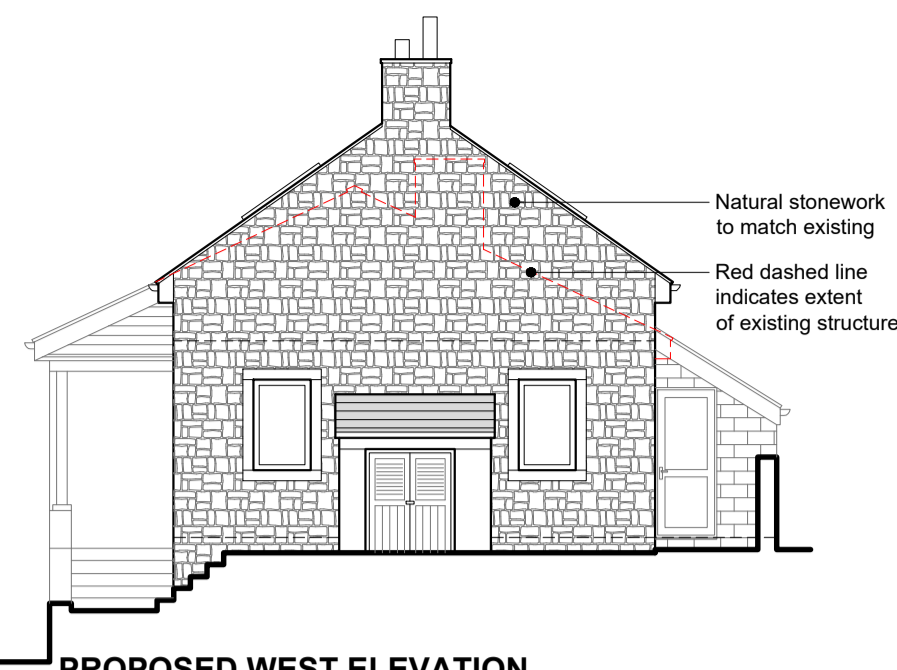 Natural stonework
to match existing
Red dashed line
indicates extent
of existing structure
PROPOSED WEST ELEVATION